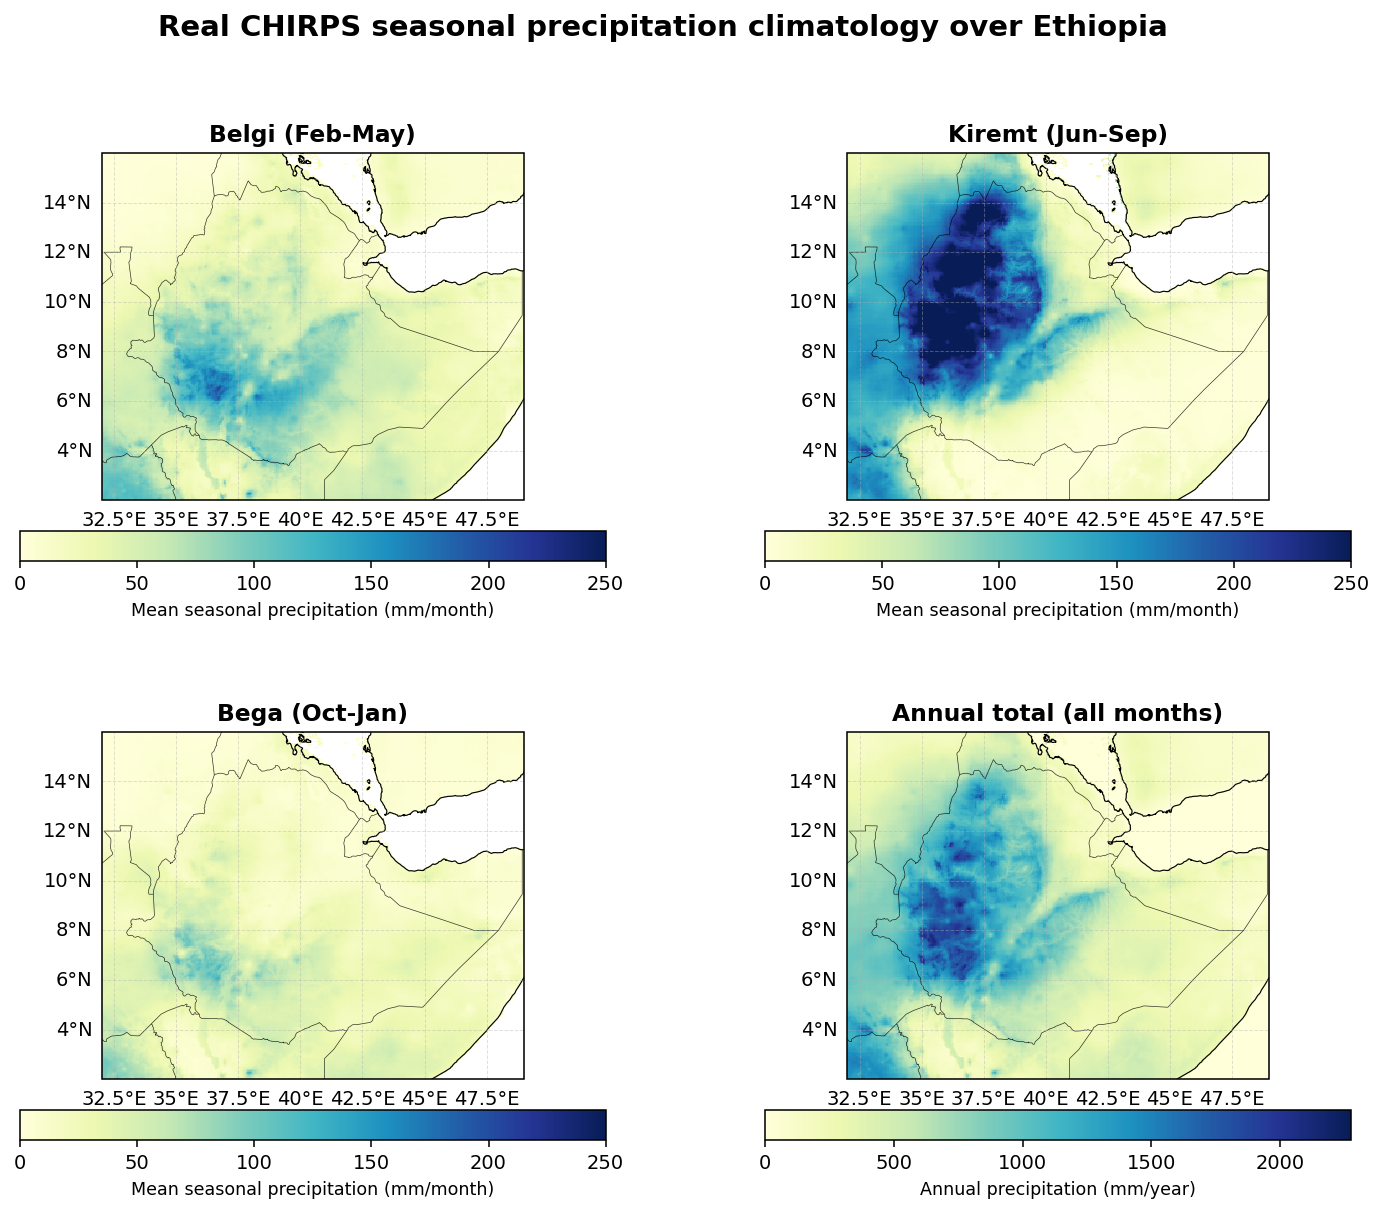 Real CHIRPS seasonal precipitation climatology over Ethiopia
Belgi (Feb-May)
14°N
12°N
10°N
8°N
6°N
4°N
32.5°E 35°E 37.5°E 40°E 42.5°E 45°E 47.5°E
0 50 100 150 200 250
Mean seasonal precipitation (mm/month)
Kiremt (Jun-Sep)
14°N
12°N
10°N
8°N
6°N
4°N
32.5°E 35°E 37.5°E 40°E 42.5°E 45°E 47.5°E
0 50 100 150 200 250
Mean seasonal precipitation (mm/month)
Bega (Oct-Jan)
14°N
12°N
10°N
8°N
6°N
4°N
32.5°E 35°E 37.5°E 40°E 42.5°E 45°E 47.5°E
0 50 100 150 200 250
Mean seasonal precipitation (mm/month)
Annual total (all months)
14°N
12°N
10°N
8°N
6°N
4°N
32.5°E 35°E 37.5°E 40°E 42.5°E 45°E 47.5°E
0 500 1000 1500 2000
Annual precipitation (mm/year)